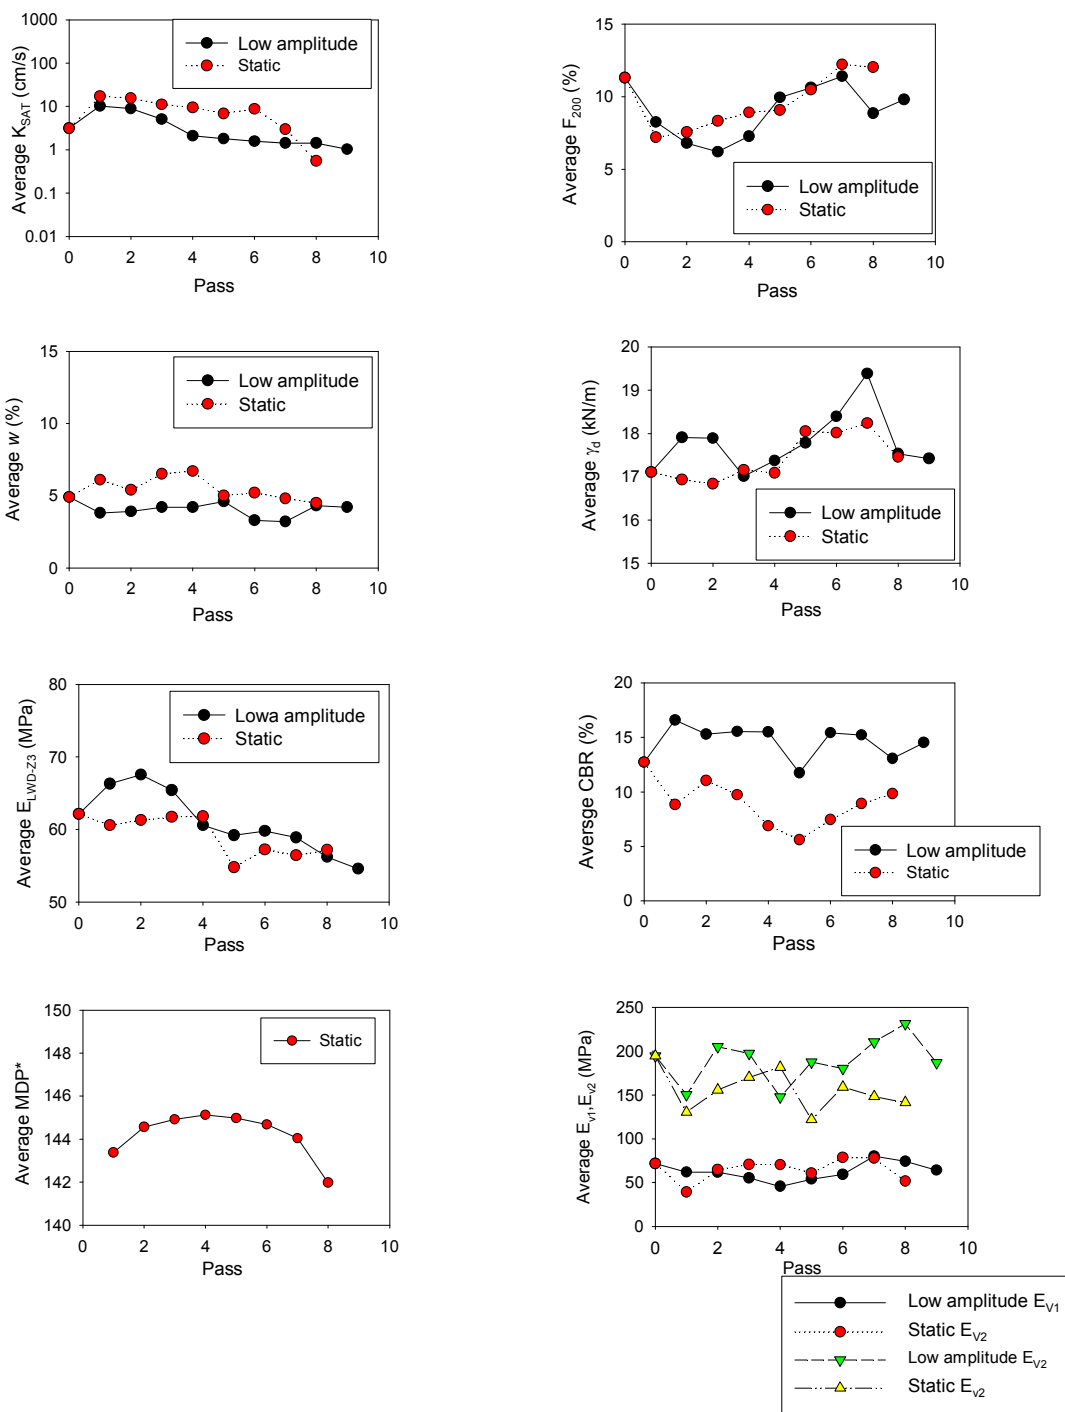 Average K_SAT (cm/s)
1000
100
10
1
0.1
0.01
0 2 4 6 8 10
Pass
Low amplitude
Static
Average F_200 (%)
15
10
5
0
0 2 4 6 8 10
Pass
Low amplitude
Static
Average w (%)
15
10
5
0
0 2 4 6 8 10
Pass
Low amplitude
Static
Average γ_d (kN/m)
20
19
18
17
16
15
0 2 4 6 8 10
Pass
Low amplitude
Static
Average E_LWD-Z3 (MPa)
80
70
60
50
0 2 4 6 8 10
Pass
Lowa amplitude
Static
Aversge CBR (%)
20
15
10
5
0
0 2 4 6 8 10
Pass
Low amplitude
Static
Average MDP*
150
148
146
144
142
140
0 2 4 6 8 10
Pass
Static
Average E_v1, E_v2 (MPa)
250
200
150
100
50
0
0 2 4 6 8 10
Pass
Low amplitude E_V1
Static E_V2
Low amplitude E_V2
Static E_v2